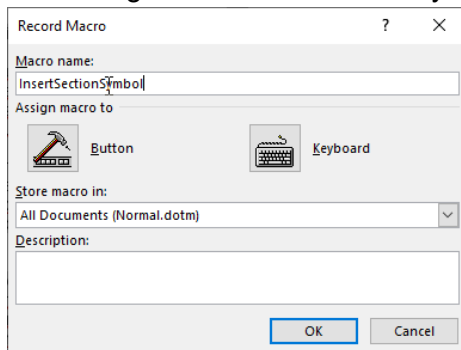 Record Macro ? ×
Macro name:
InsertSectionSymbol
Assign macro to
Button Keyboard
Store macro in:
All Documents (Normal.dotm)
Description:
OK Cancel